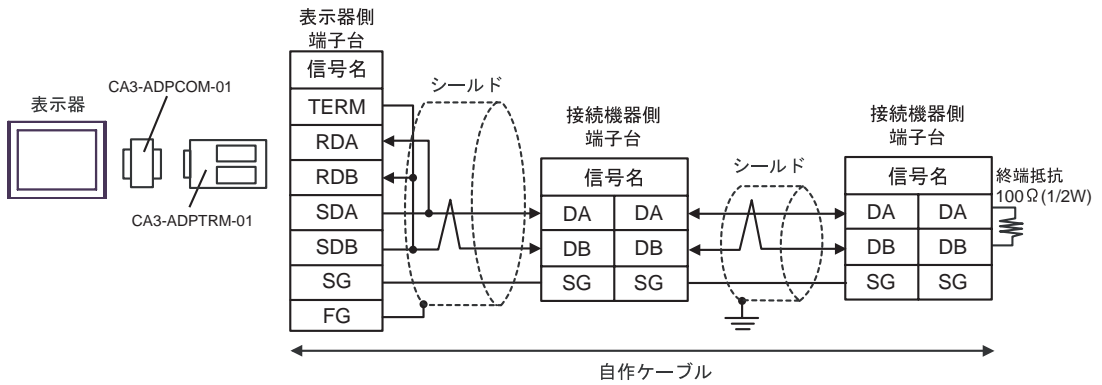 表示器
CA3-ADPCOM-01
CA3-ADPTRM-01
表示器側
端子台
信号名
TERM
RDA
RDB
SDA
SDB
SG
FG
シールド
接続機器側
端子台
信号名
DA DA
DB DB
SG SG
シールド
接続機器側
端子台
信号名
DA DA
DB DB
SG SG
終端抵抗
100Ω(1/2W)
自作ケーブル